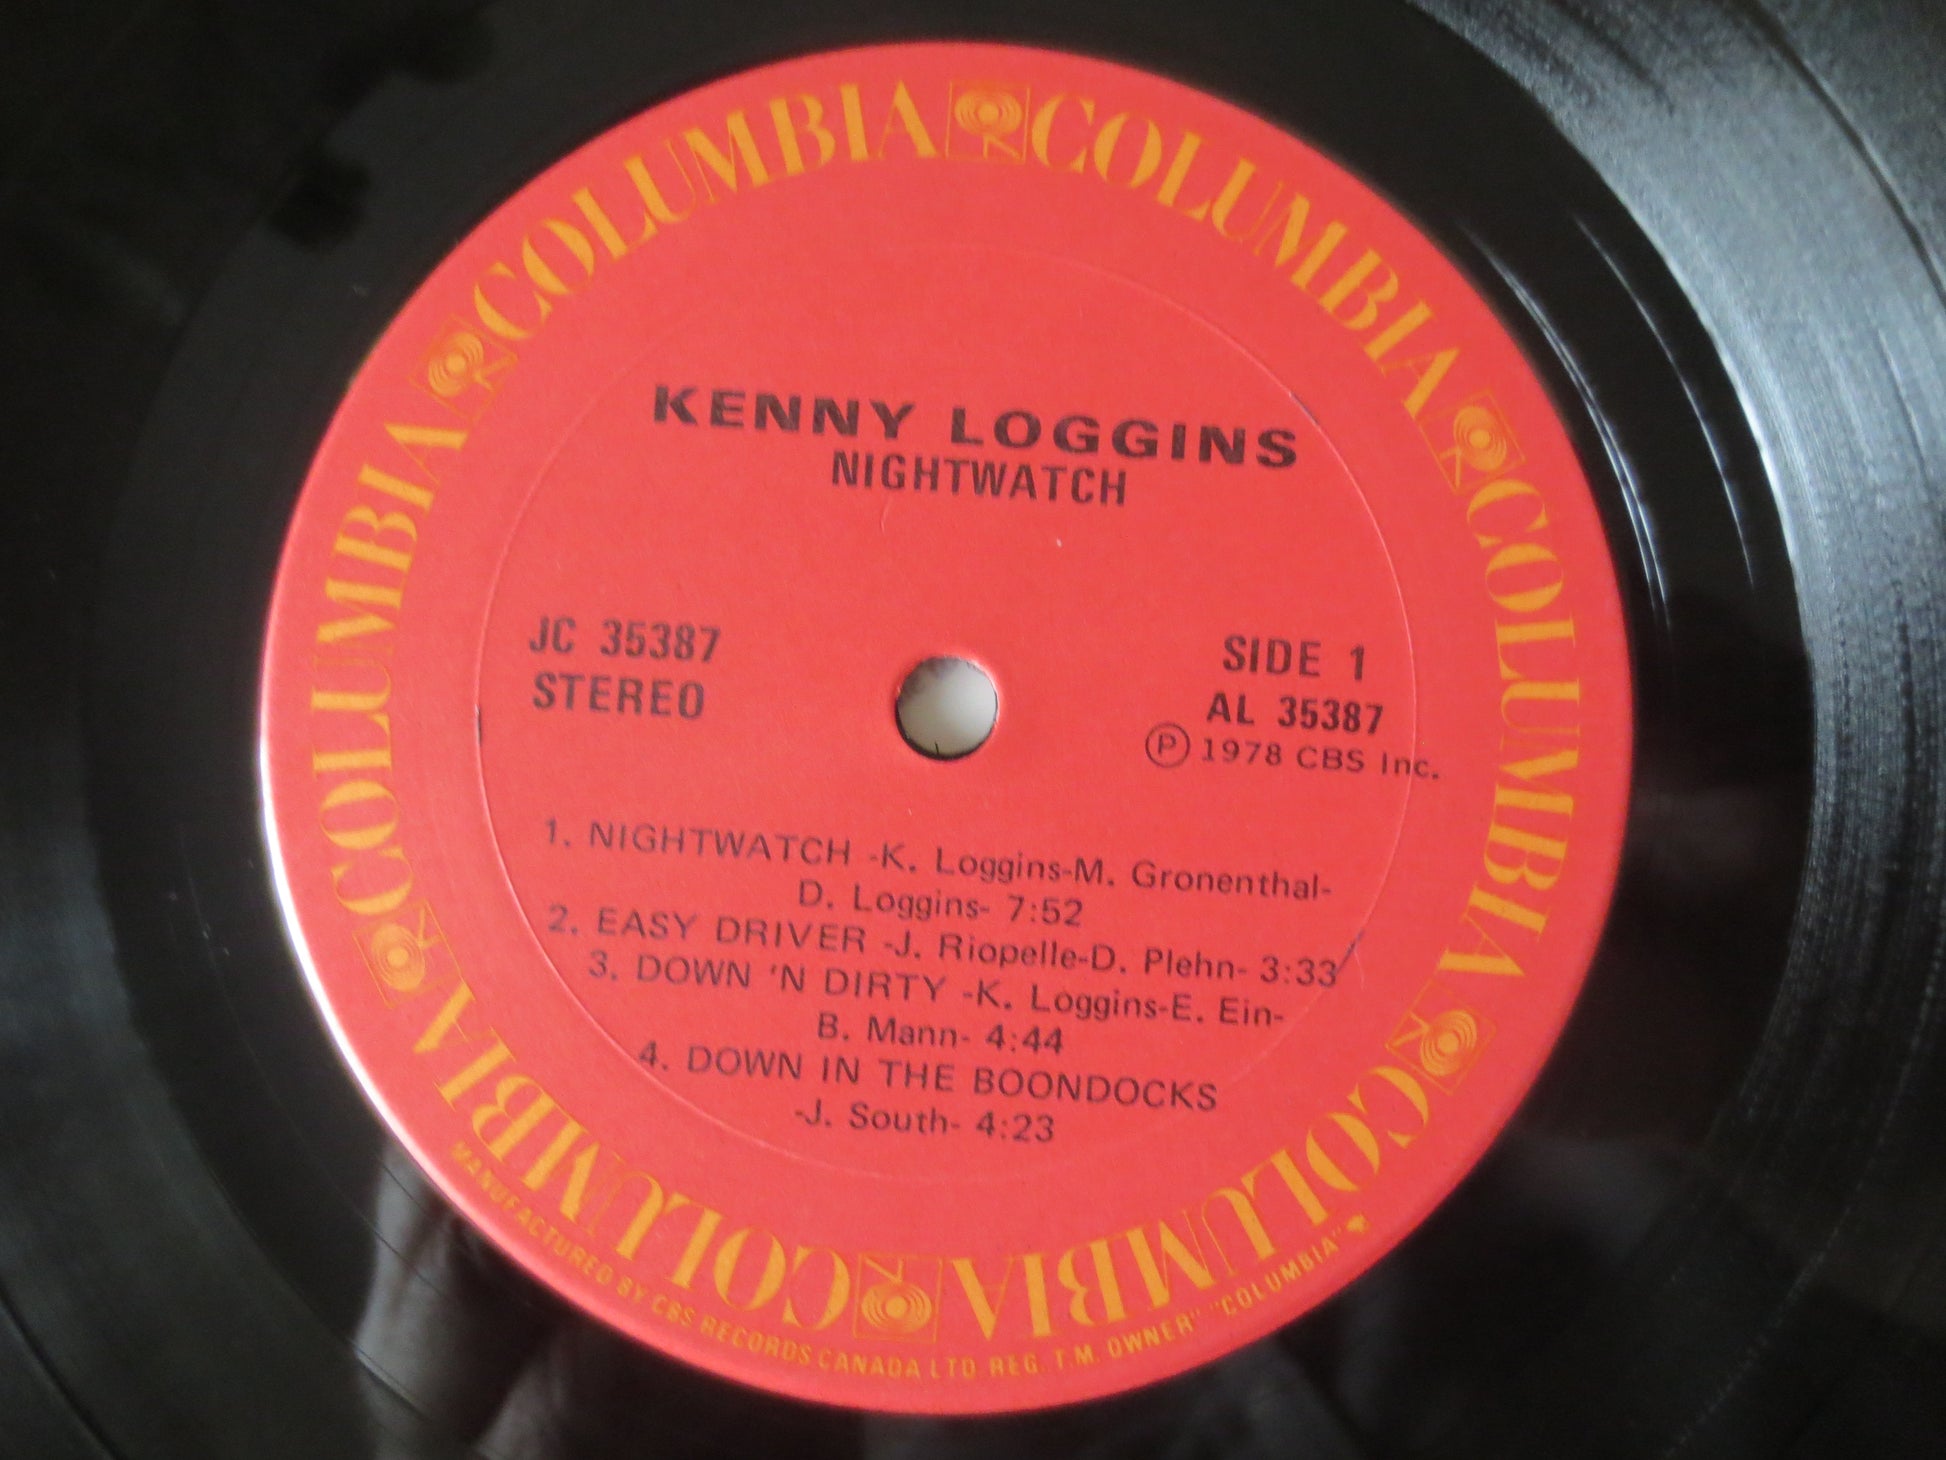 COLUMBIA COLUMBIA COLUMBIA COLUMBIA COLUMBIA COLUMBIA COLUMBIA
KENNY LOGGINS
NIGHTWATCH
JC 35387
STEREO
SIDE 1
AL 35387
Ⓟ 1978 CBS Inc.
1. NIGHTWATCH -K. Loggins-M. Gronenthal-
D. Loggins- 7:52
2. EASY DRIVER -J. Riopelle-D. Plehn- 3:33
3. DOWN 'N DIRTY -K. Loggins-E. Ein-
B. Mann- 4:44
4. DOWN IN THE BOONDOCKS
-J. South- 4:23
MANUFACTURED BY CBS RECORDS CANADA LTD REG. T.M. OWNER" "COLUMBIA"